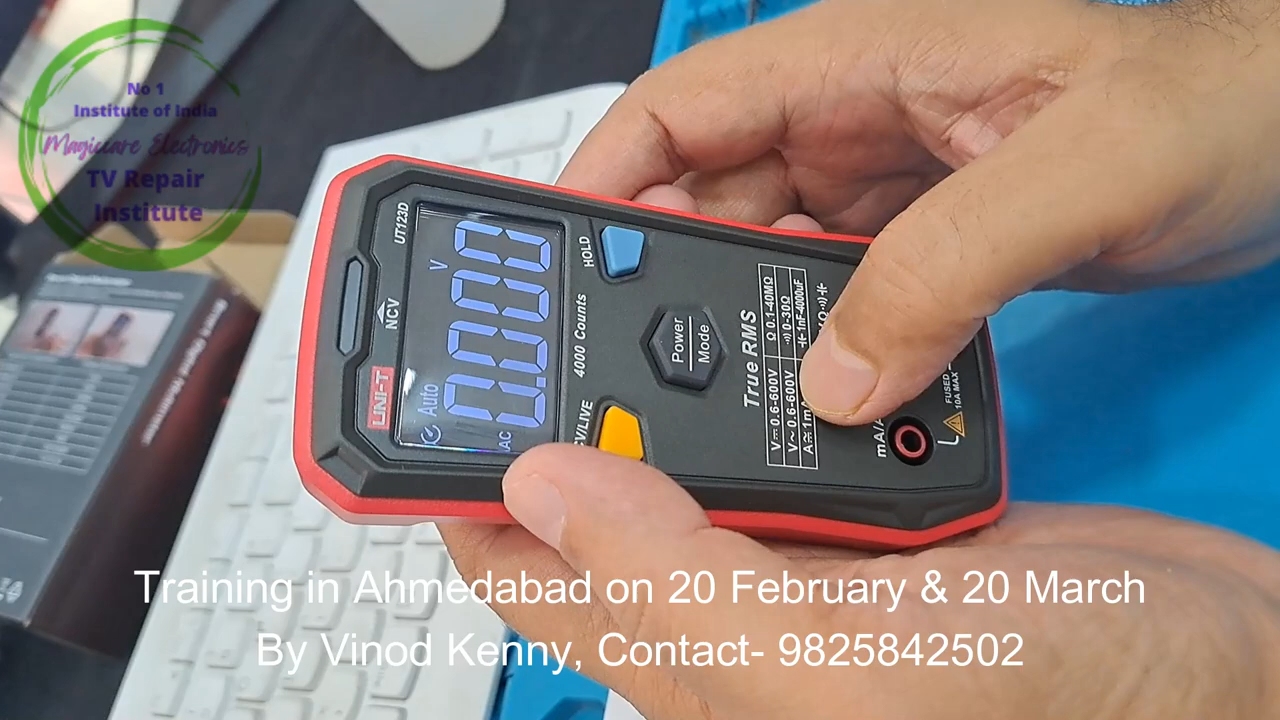 No 1
Institute of India
Magiccare Electronics
TV Repair
Institute
UT123D
NCV
UNI-T
V
0.000
Auto
AC
HOLD
4000 Counts
V/LIVE
Power
Mode
True RMS
V⎓ 0.6-600V Ω 0.1-40MΩ
V~ 0.6-600V 0-30Ω
1nF-4000uF
mA/
FUSED
10A MAX
Training in Ahmedabad on 20 February & 20 March
By Vinod Kenny, Contact- 9825842502